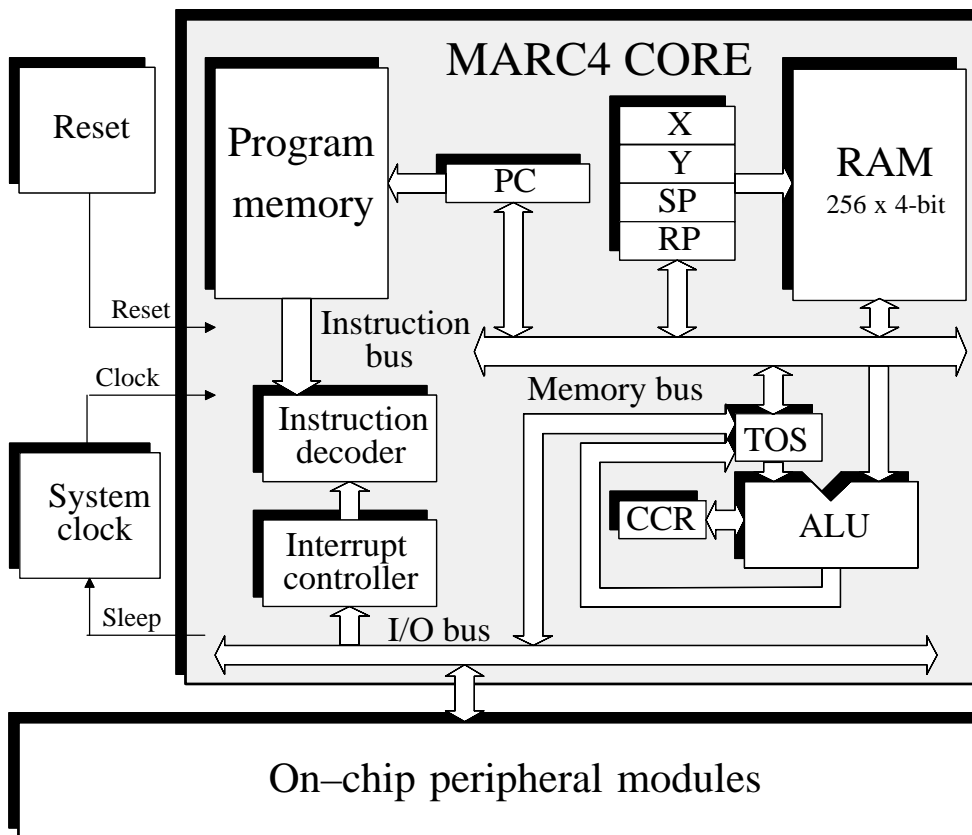 MARC4 CORE
Reset
Program
memory
PC
X
Y
SP
RP
RAM
256 x 4-bit
Reset
Instruction
bus
Clock
Memory bus
Instruction
decoder
TOS
System
clock
CCR
ALU
Interrupt
controller
Sleep
I/O bus
On–chip peripheral modules